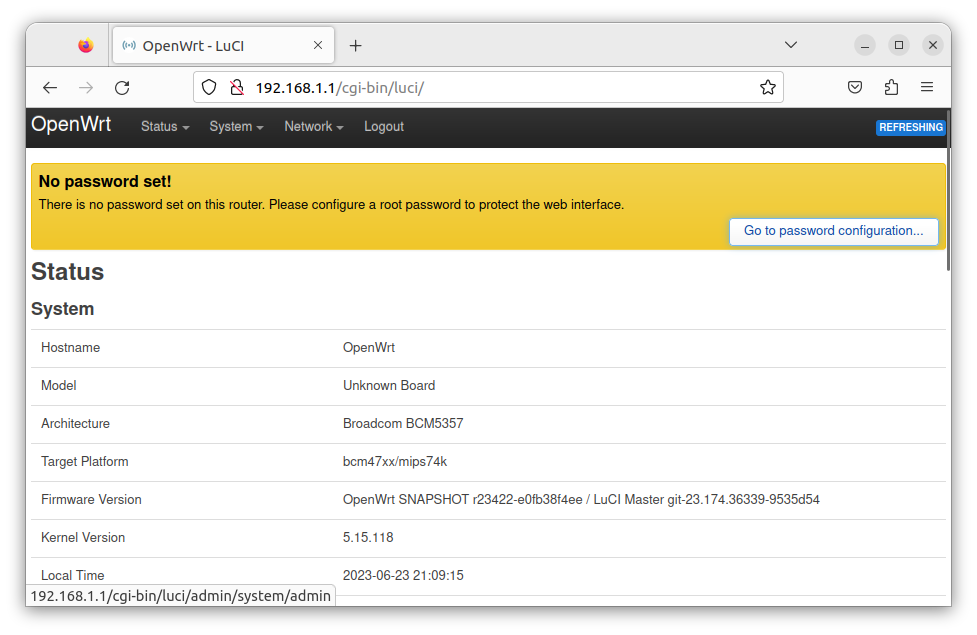 OpenWrt - LuCI
192.168.1.1/cgi-bin/luci/
OpenWrt Status System Network Logout REFRESHING
No password set!
There is no password set on this router. Please configure a root password to protect the web interface.
Go to password configuration...
Status
System
Hostname OpenWrt
Model Unknown Board
Architecture Broadcom BCM5357
Target Platform bcm47xx/mips74k
Firmware Version OpenWrt SNAPSHOT r23422-e0fb38f4ee / LuCI Master git-23.174.36339-9535d54
Kernel Version 5.15.118
Local Time 2023-06-23 21:09:15
192.168.1.1/cgi-bin/luci/admin/system/admin